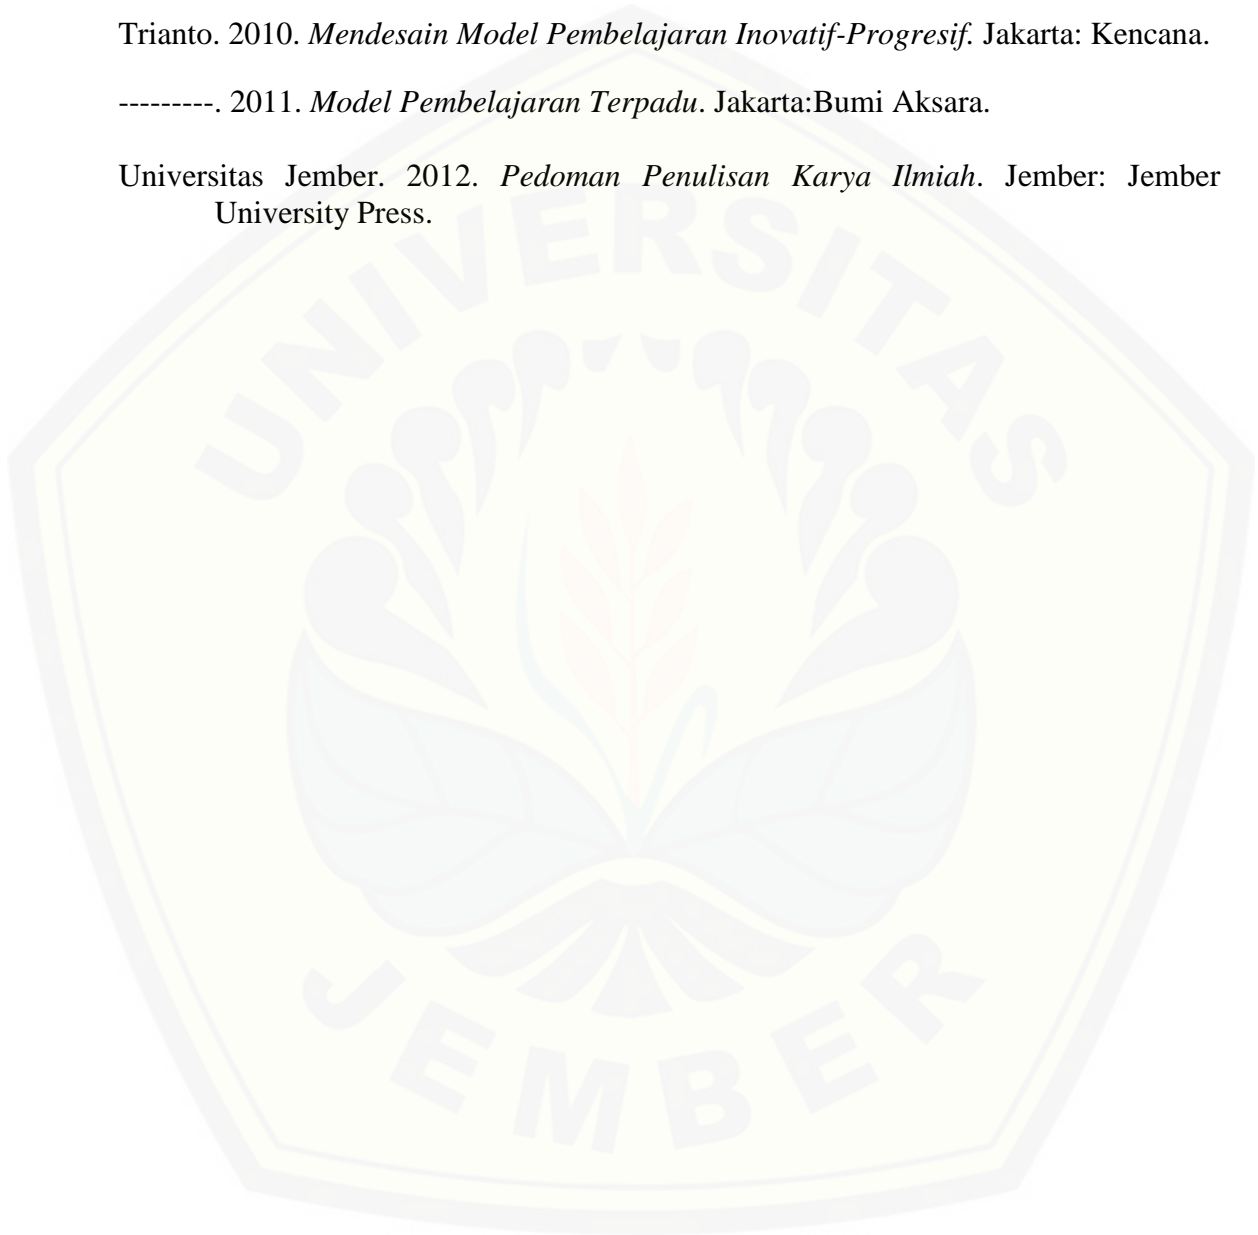 Trianto. 2010. Mendesain Model Pembelajaran Inovatif-Progresif. Jakarta: Kencana.
---------. 2011. Model Pembelajaran Terpadu. Jakarta:Bumi Aksara.
Universitas Jember. 2012. Pedoman Penulisan Karya Ilmiah. Jember: Jember
University Press.
UNIVERSITAS
JEMBER